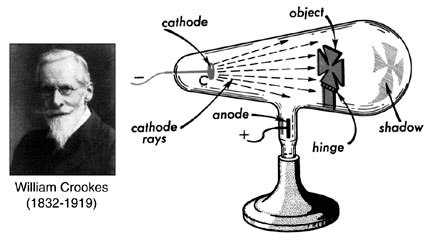 cathode
object
−
C
cathode
rays
anode
+
hinge
shadow
William Crookes
(1832-1919)